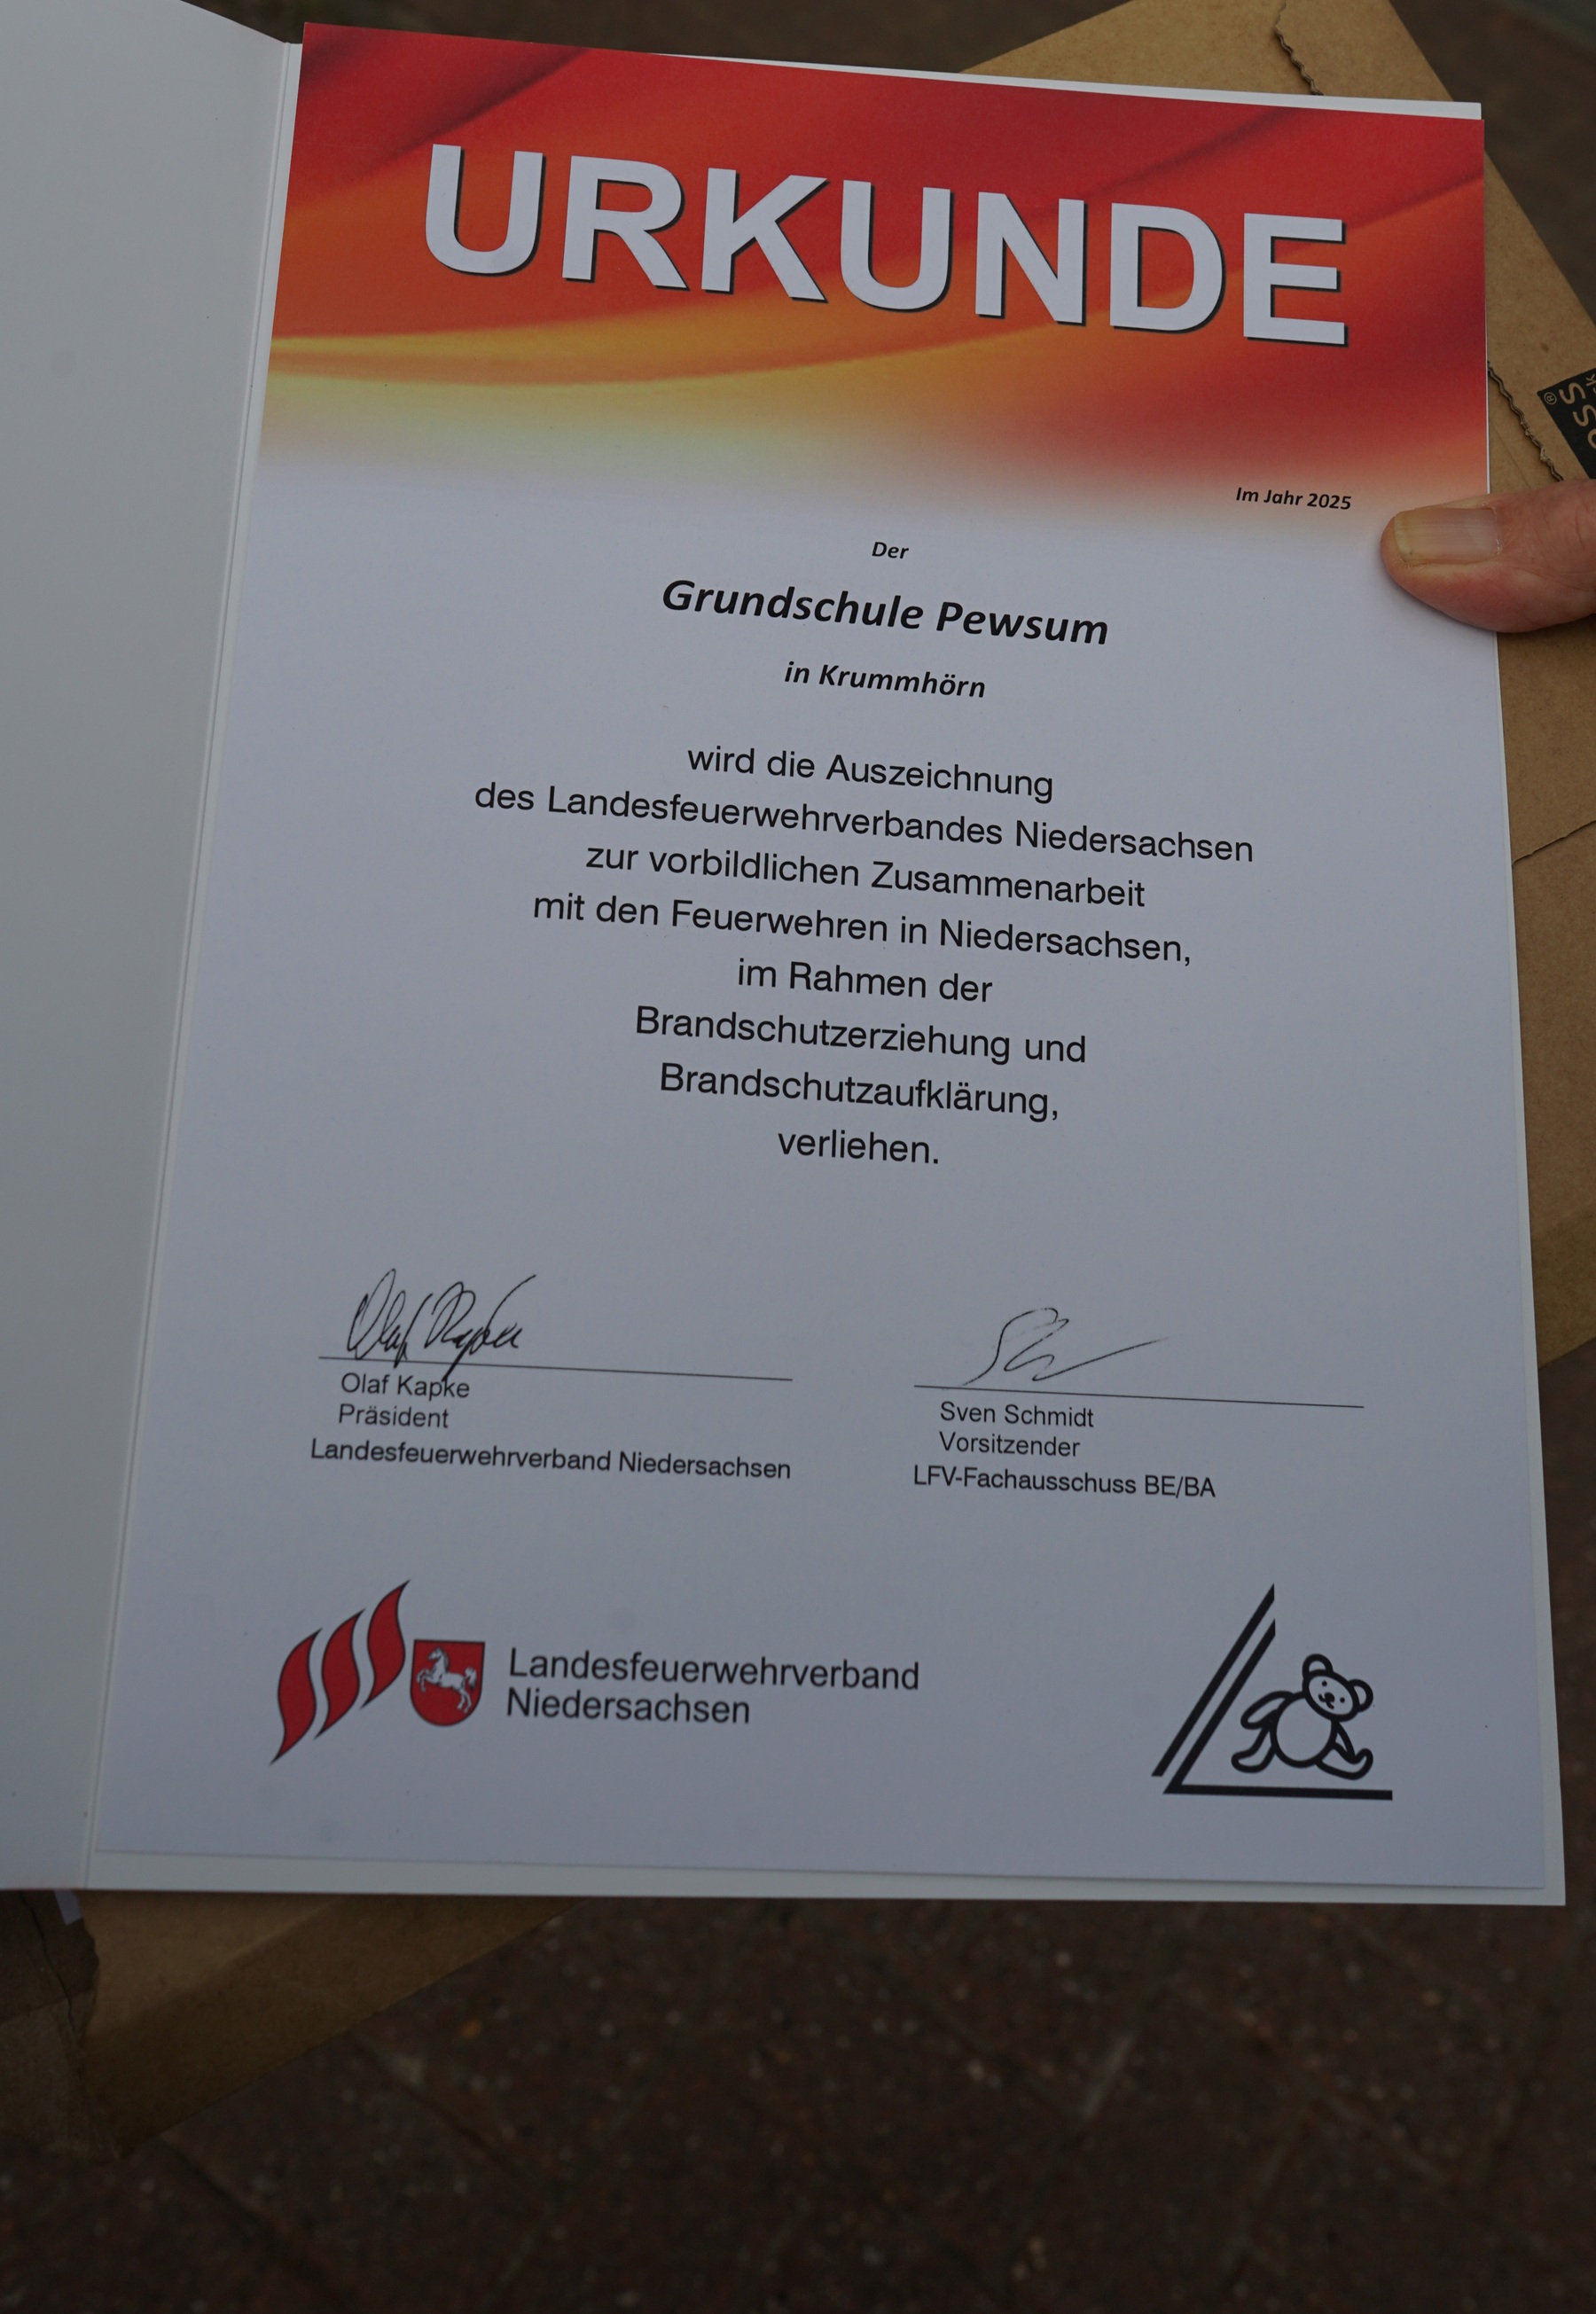 URKUNDE
Im Jahr 2025
Der
Grundschule Pewsum
in Krummhörn
wird die Auszeichnung
des Landesfeuerwehrverbandes Niedersachsen
zur vorbildlichen Zusammenarbeit
mit den Feuerwehren in Niedersachsen,
im Rahmen der
Brandschutzerziehung und
Brandschutzaufklärung,
verliehen.
Olaf Kapke
Olaf Kapke
Präsident
Landesfeuerwehrverband Niedersachsen
Sven Schmidt
Vorsitzender
LFV-Fachausschuss BE/BA
Landesfeuerwehrverband
Niedersachsen